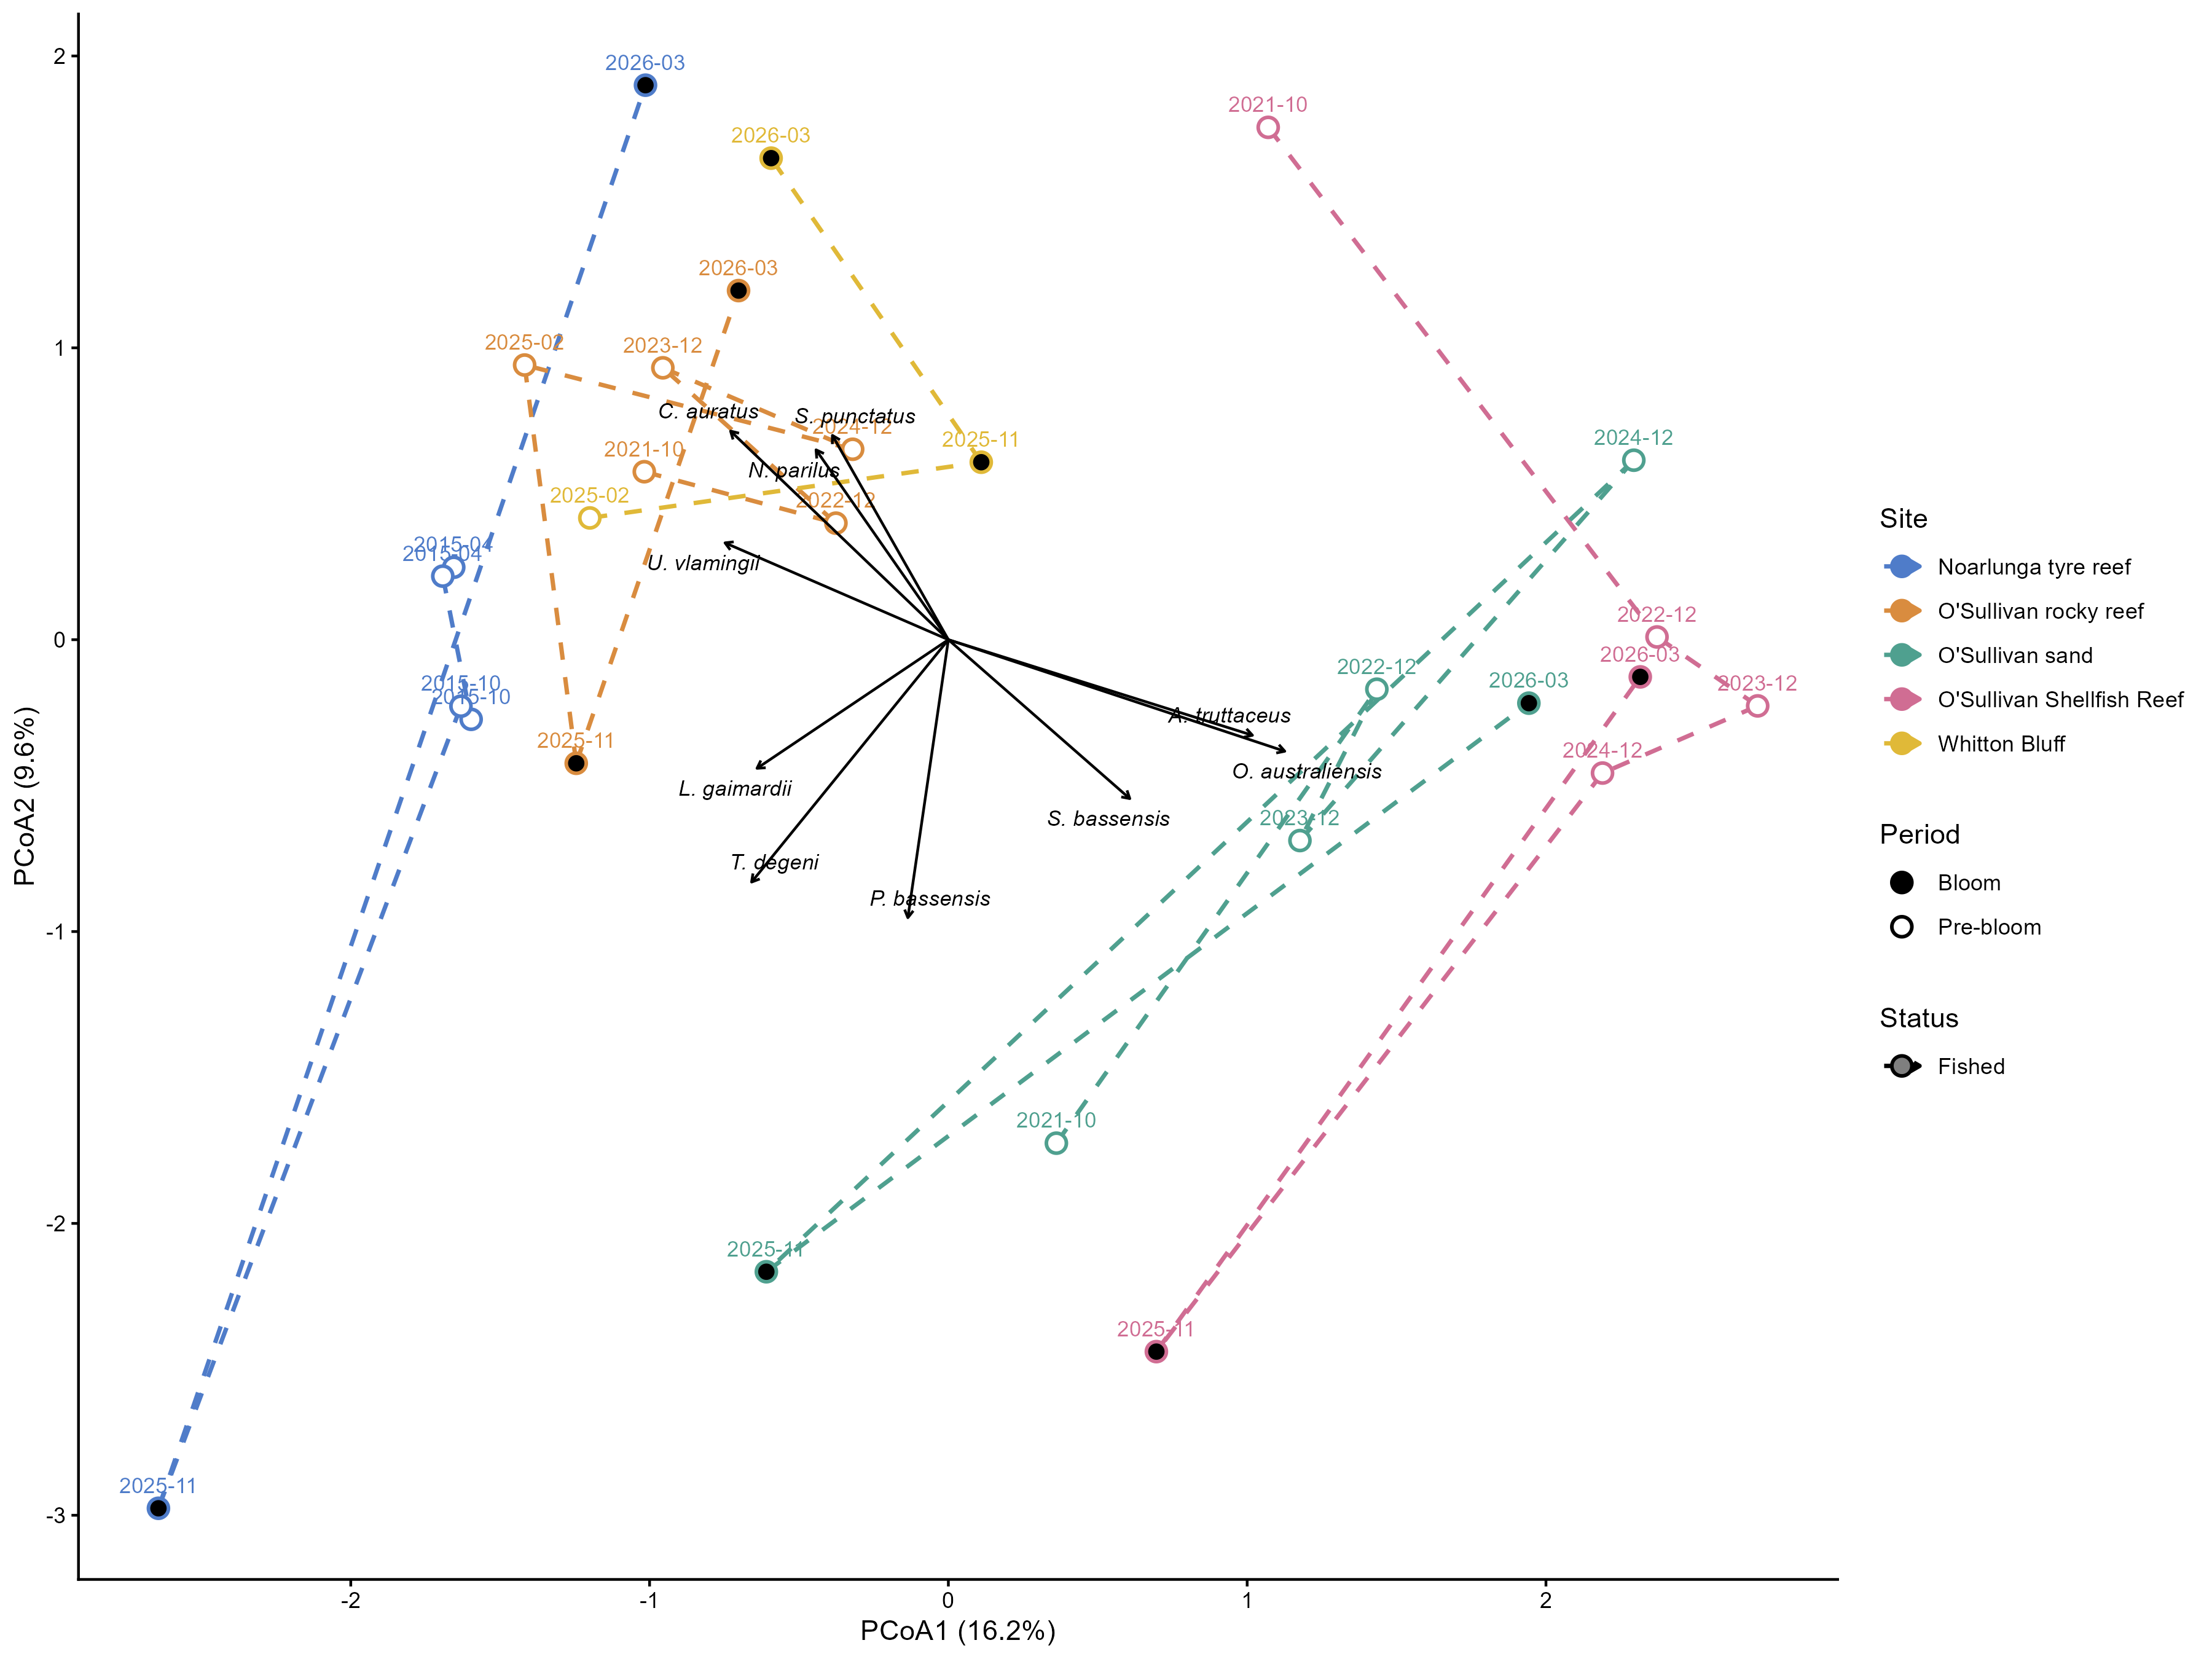 2
2026-03
2021-10
2026-03
2026-03
2025-02
2023-12
1
C. auratus
S. punctatus
2024-12
2025-11
2024-12
2021-10
N. parilus
2025-02
2022-12
2015-04
2015-04
U. vlamingii
0
2022-12
2026-03
2022-12
2026-03
2023-12
2015-10
2015-10
A. truttaceus
2025-11
2024-12
O. australiensis
L. gaimardii
S. bassensis
2023-12
T. degeni
P. bassensis
-1
2021-10
-2
2025-11
2025-11
2025-11
-3
-2
-1
0
1
2
PCoA1 (16.2%)
PCoA2 (9.6%)
Site
Noarlunga tyre reef
O'Sullivan rocky reef
O'Sullivan sand
O'Sullivan Shellfish Reef
Whitton Bluff
Period
Bloom
Pre-bloom
Status
Fished